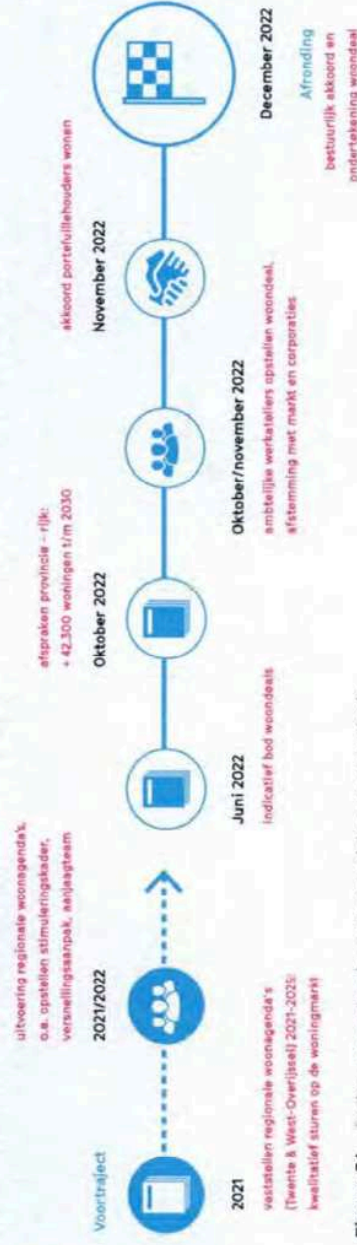 Voortraject
2021
vaststellen regionale woonagenda's
(Twente & West-Overijssel) 2021-2025:
kwalitatief sturen op de woningmarkt
uitvoering regionale woonagenda's,
o.a. opstellen stimuleringskader,
versnellingsaanpak, aanjaagteam
2021/2022
Juni 2022
indicatief bod woondeals
afspraken provincie - rijk:
+ 42.300 woningen t/m 2030
Oktober 2022
Oktober/november 2022
ambtelijke werkateliers opstellen woondeal,
afstemming met markt en corporaties
akkoord portefuillehouders wonen
November 2022
December 2022
Afronding
bestuurlijk akkoord en
ondertekening woondeal